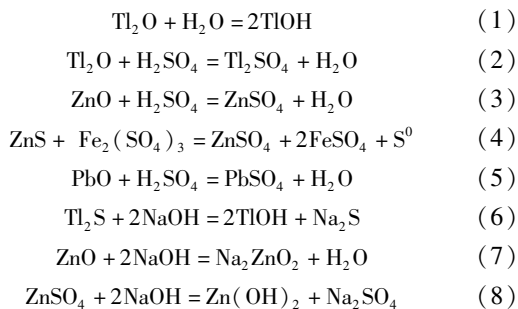 Tl₂O + H₂O = 2TlOH (1)
Tl₂O + H₂SO₄ = Tl₂SO₄ + H₂O (2)
ZnO + H₂SO₄ = ZnSO₄ + H₂O (3)
ZnS + Fe₂(SO₄)₃ = ZnSO₄ + 2FeSO₄ + S⁰ (4)
PbO + H₂SO₄ = PbSO₄ + H₂O (5)
Tl₂S + 2NaOH = 2TlOH + Na₂S (6)
ZnO + 2NaOH = Na₂ZnO₂ + H₂O (7)
ZnSO₄ + 2NaOH = Zn(OH)₂ + Na₂SO₄ (8)